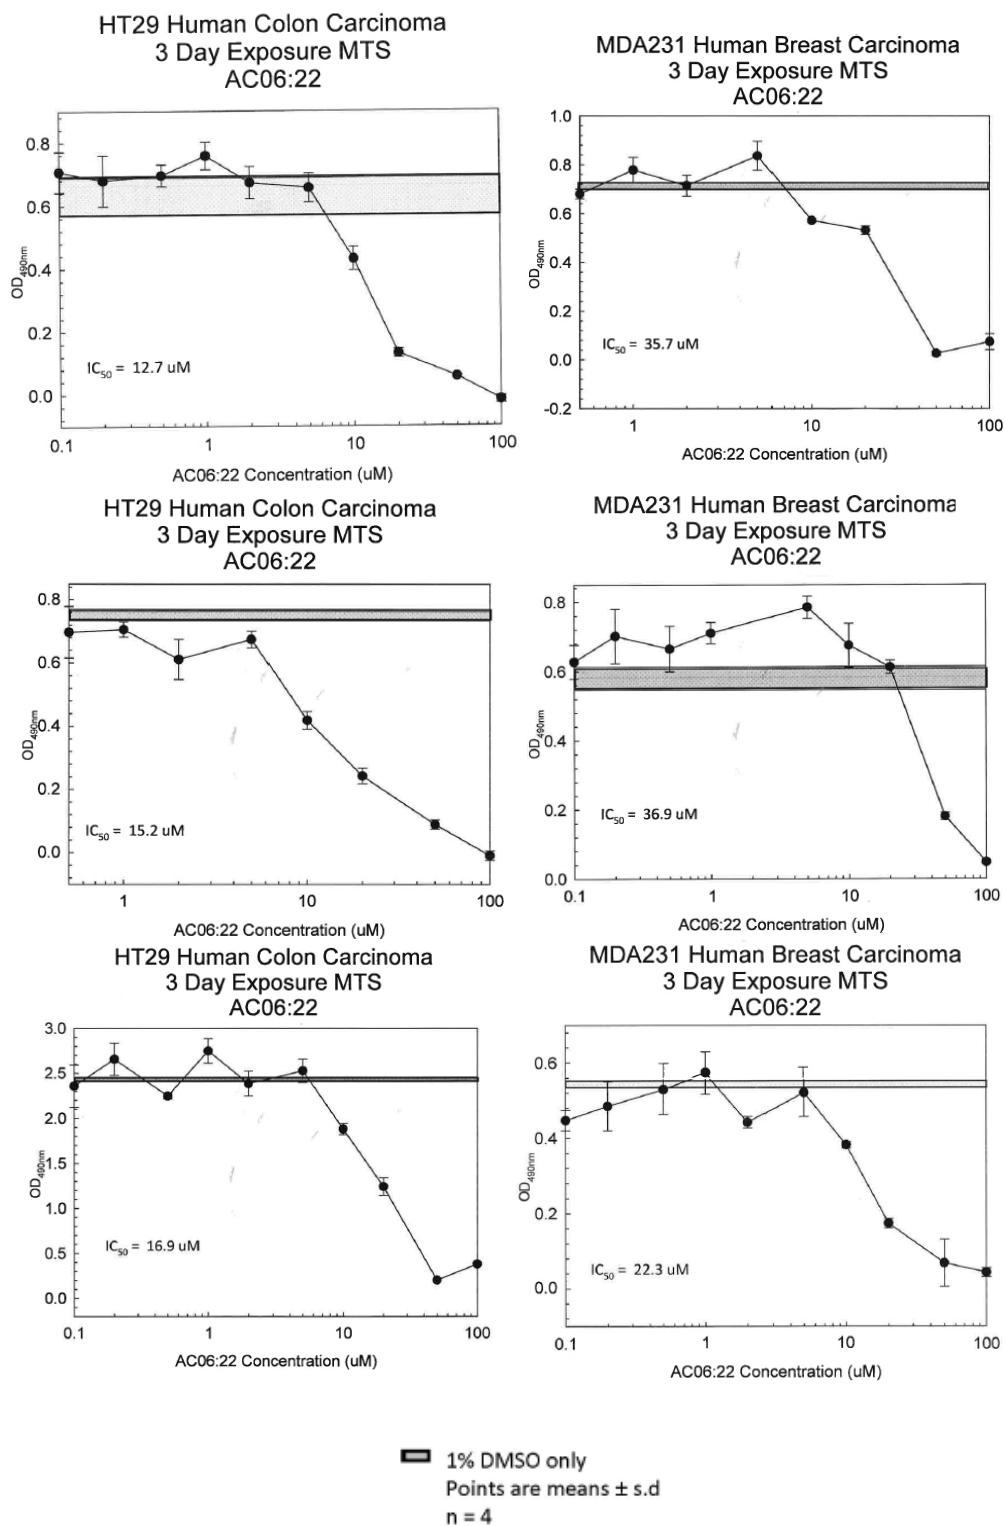 HT29 Human Colon Carcinoma
3 Day Exposure MTS
AC06:22
0.8
0.6
0.4
0.2
0.0
OD490nm
IC50 = 12.7 uM
0.1 1 10 100
AC06:22 Concentration (uM)
MDA231 Human Breast Carcinoma
3 Day Exposure MTS
AC06:22
1.0
0.8
0.6
0.4
0.2
0.0
-0.2
OD490nm
IC50 = 35.7 uM
1 10 100
AC06:22 Concentration (uM)
HT29 Human Colon Carcinoma
3 Day Exposure MTS
AC06:22
0.8
0.6
0.4
0.2
0.0
OD490nm
IC50 = 15.2 uM
1 10 100
AC06:22 Concentration (uM)
MDA231 Human Breast Carcinoma
3 Day Exposure MTS
AC06:22
0.8
0.6
0.4
0.2
0.0
OD490nm
IC50 = 36.9 uM
0.1 1 10 100
AC06:22 Concentration (uM)
HT29 Human Colon Carcinoma
3 Day Exposure MTS
AC06:22
3.0
2.5
2.0
1.5
1.0
0.5
0.0
OD490nm
IC50 = 16.9 uM
0.1 1 10 100
AC06:22 Concentration (uM)
MDA231 Human Breast Carcinoma
3 Day Exposure MTS
AC06:22
0.6
0.4
0.2
0.0
OD490nm
IC50 = 22.3 uM
0.1 1 10 100
AC06:22 Concentration (uM)
1% DMSO only
Points are means ± s.d
n = 4